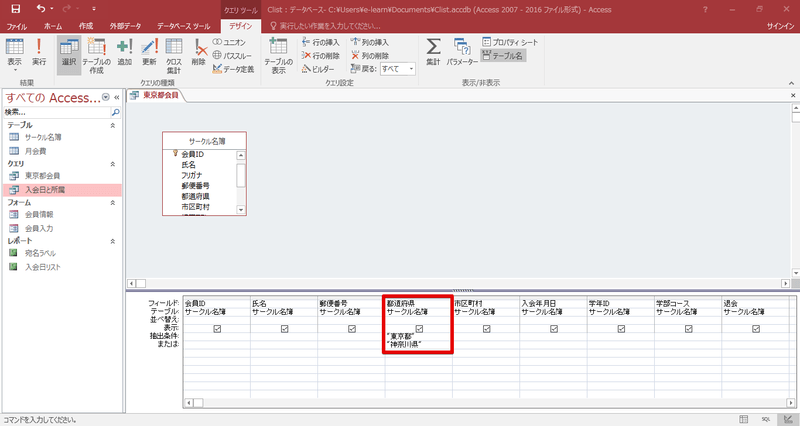 クエリ ツール
Clist : データベース- C:¥Users¥e-learn¥Documents¥Clist.accdb (Access 2007 - 2016 ファイル形式) - Access
ファイル ホーム 作成 外部データ データベース ツール デザイン 実行したい作業を入力してください... サインイン
表示 実行 選択 テーブルの作成 追加 更新 クロス集計 削除
ユニオン
パススルー
データ定義
テーブルの表示
行の挿入 列の挿入
行の削除 列の削除
ビルダー 戻る: すべて
集計 パラメーター
プロパティ シート
テーブル名
結果 クエリの種類 クエリ設定 表示/非表示
すべての Access...
検索...
テーブル
サークル名簿
月会費
クエリ
東京都会員
入会日と所属
フォーム
会員情報
会員入力
レポート
宛名ラベル
入会日リスト
東京都会員
サークル名簿
会員ID
氏名
フリガナ
郵便番号
都道府県
市区町村
フィールド: 会員ID 氏名 郵便番号 都道府県 市区町村 入会年月日 学年ID 学部コース 退会
テーブル: サークル名簿 サークル名簿 サークル名簿 サークル名簿 サークル名簿 サークル名簿 サークル名簿 サークル名簿 サークル名簿
並べ替え:
表示:
抽出条件: "東京都"
または: "神奈川県"
コマンドを入力してください。
SQL